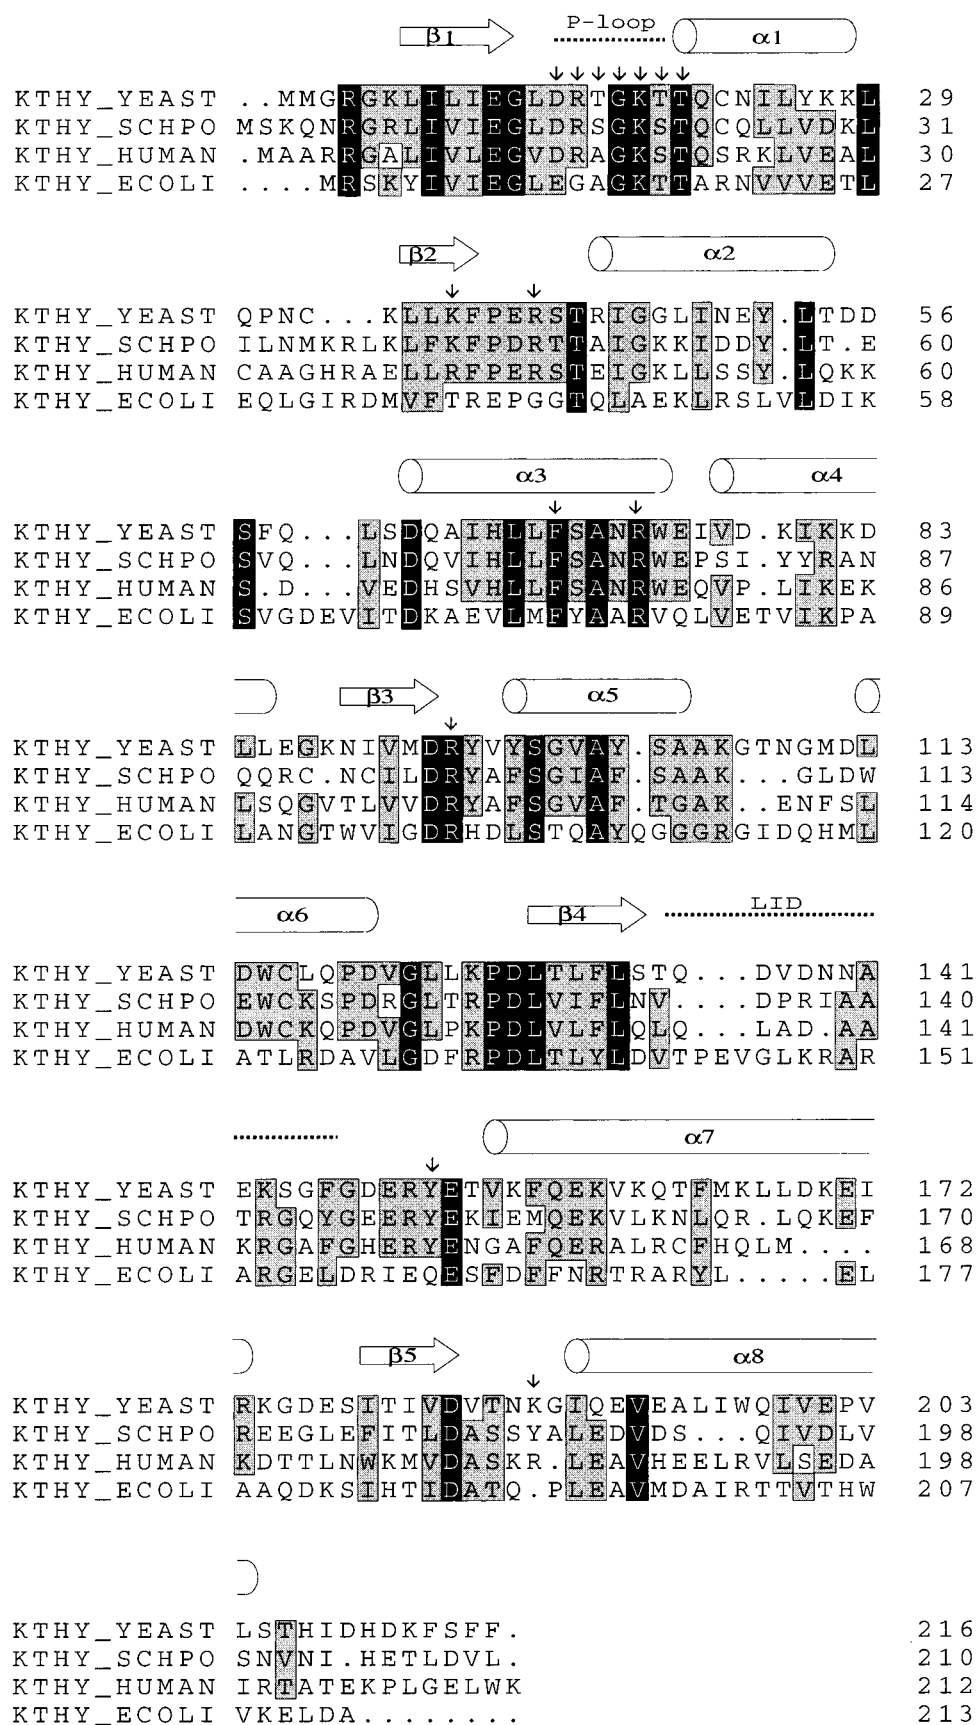 β1 P-loop α1
KTHY_YEAST ..MMGRGKLILIEGLDRTGKTTQCNILYKKL 29
KTHY_SCHPO MSKQNRGRLIVIEGLDRSGKSTQCQLLVDKL 31
KTHY_HUMAN .MAARRGALIVLEGVDRAGKSTQSRKLVEAL 30
KTHY_ECOLI ....MRSKYIVIEGLEGAGKTTARNVVVETL 27
β2 α2
KTHY_YEAST QPNC...KLLKFPERSTRIGGLINEY.LTDD 56
KTHY_SCHPO ILNMKRLKLFKFPDRTTAIGKKIDDY.LT.E 60
KTHY_HUMAN CAAGHRAELLRFPERSTEIGKLLSSY.LQKK 60
KTHY_ECOLI EQLGIRDMVFTREPGGTQLAEKLRSLVLDIK 58
α3 α4
KTHY_YEAST SFQ...LSDQAIHLLFSANRWEIVD.KIKKD 83
KTHY_SCHPO SVQ...LNDQVIHLLFSANRWEPSI.YYRAN 87
KTHY_HUMAN S.D...VEDHSVHLLFSANRWEQVP.LIKEK 86
KTHY_ECOLI SVGDEVITDKAEVLMFYAARVQLVETVIKPA 89
β3 α5
KTHY_YEAST LLEGKNIVMDRYVYSGVAY.SAAKGTNGMDL 113
KTHY_SCHPO QQRC.NCILDRYAFSGIAF.SAAK...GLDW 113
KTHY_HUMAN LSQGVTLVVDRYAFSGVAF.TGAK..ENFSL 114
KTHY_ECOLI LANGTWVIGDRHDLSTQAYQGGGRGIDQHML 120
α6 β4 LID
KTHY_YEAST DWCLQPDVGLLKPDLTLFLSTQ...DVDNNA 141
KTHY_SCHPO EWCKSPDRGLTRPDLVIFLNV....DPRIAA 140
KTHY_HUMAN DWCKQPDVGLPKPDLVLFLQLQ...LAD.AA 141
KTHY_ECOLI ATLRDAVLGDFRPDLTLYLDVTPEVGLKRAR 151
α7
KTHY_YEAST EKSGFGDERYETVKFQEKVKQTFMKLLDKEI 172
KTHY_SCHPO TRGQYGEERYEKIEMQEKVLKNLQR.LQKEF 170
KTHY_HUMAN KRGAFGHERYENGAFQERALRCFHQLM.... 168
KTHY_ECOLI ARGELDRIEQESFDFFNRTRARYL.....EL 177
β5 α8
KTHY_YEAST RKGDESITIVDVTNKGIQEVEALIWQIVEPV 203
KTHY_SCHPO REEGLEFITLDASSYALEDVDS...QIVDLV 198
KTHY_HUMAN KDTTLNWKMVDASKR.LEAVHEELRVLSEDA 198
KTHY_ECOLI AAQDKSIHTIDATQ.PLEAVMDAIRTTVTHW 207
KTHY_YEAST LSTHIDHDKFSFF. 216
KTHY_SCHPO SNVNI.HETLDVL. 210
KTHY_HUMAN IRTATEKPLGELWK 212
KTHY_ECOLI VKELDA........ 213